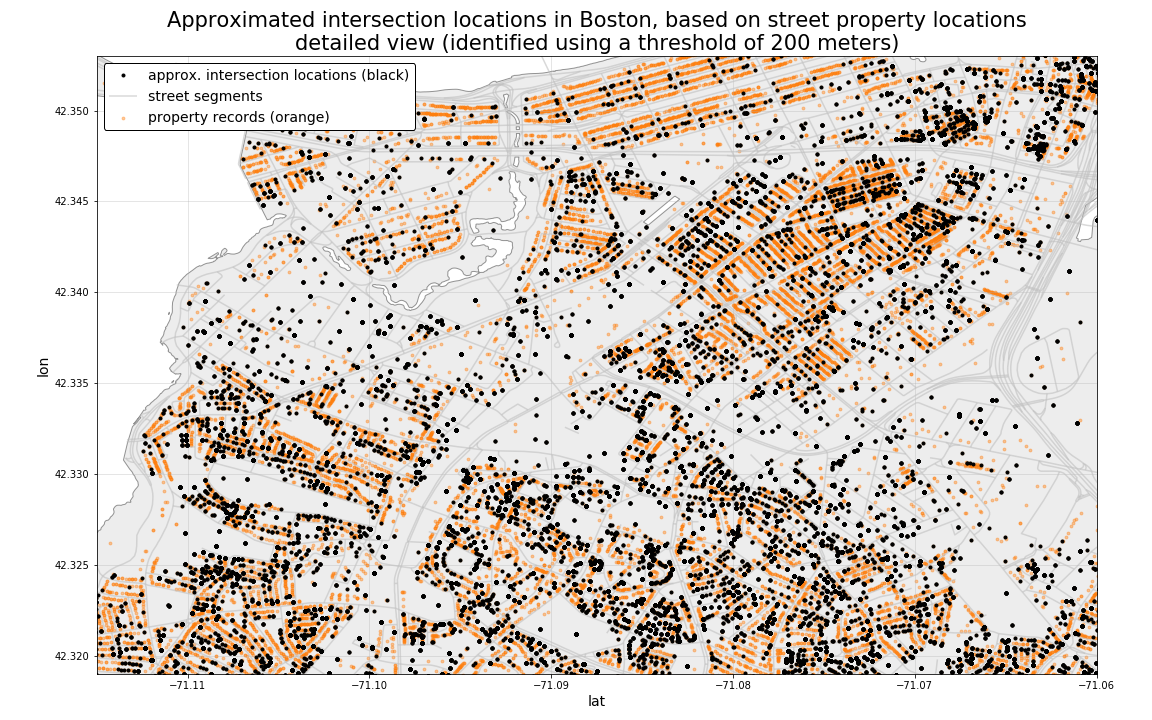 Approximated intersection locations in Boston, based on street property locations
detailed view (identified using a threshold of 200 meters)
approx. intersection locations (black)
street segments
property records (orange)
lon
42.350
42.345
42.340
42.335
42.330
42.325
42.320
−71.11
−71.10
−71.09
−71.08
−71.07
−71.06
lat